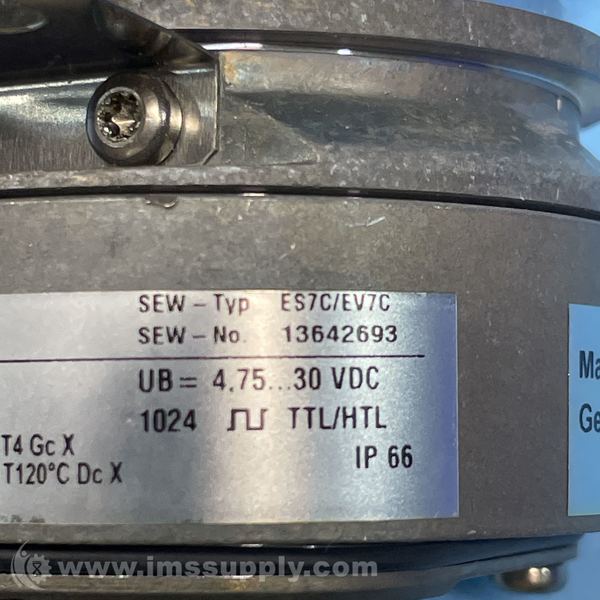 SEW - Typ ES7C/EV7C
SEW - No. 13642693
UB = 4,75...30 VDC
1024 TTL/HTL
T4 Gc X
IP 66
T120°C Dc X
Ma
Ge
www.imssupply.com